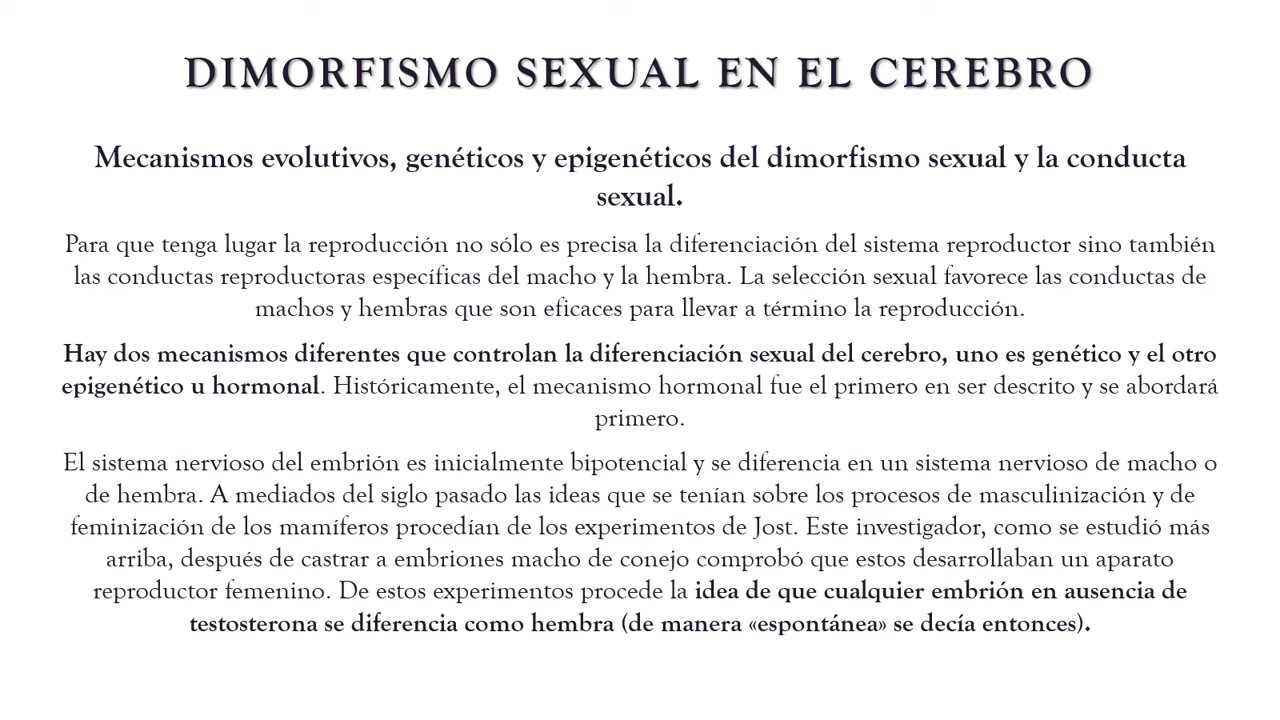 DIMORFISMO SEXUAL EN EL CEREBRO
Mecanismos evolutivos, genéticos y epigenéticos del dimorfismo sexual y la conducta
sexual.
Para que tenga lugar la reproducción no sólo es precisa la diferenciación del sistema reproductor sino también
las conductas reproductoras específicas del macho y la hembra. La selección sexual favorece las conductas de
machos y hembras que son eficaces para llevar a término la reproducción.
Hay dos mecanismos diferentes que controlan la diferenciación sexual del cerebro, uno es genético y el otro
epigenético u hormonal. Históricamente, el mecanismo hormonal fue el primero en ser descrito y se abordará
primero.
El sistema nervioso del embrión es inicialmente bipotencial y se diferencia en un sistema nervioso de macho o
de hembra. A mediados del siglo pasado las ideas que se tenían sobre los procesos de masculinización y de
feminización de los mamíferos procedían de los experimentos de Jost. Este investigador, como se estudió más
arriba, después de castrar a embriones macho de conejo comprobó que estos desarrollaban un aparato
reproductor femenino. De estos experimentos procede la idea de que cualquier embrión en ausencia de
testosterona se diferencia como hembra (de manera «espontánea» se decía entonces).